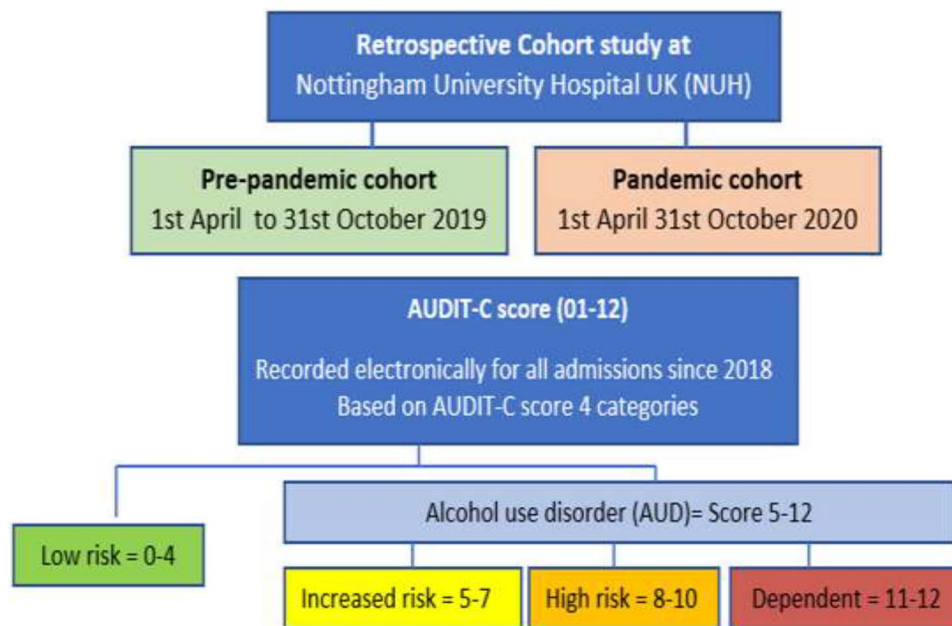 Retrospective Cohort study at
Nottingham University Hospital UK (NUH)
Pre-pandemic cohort
1st April to 31st October 2019
Pandemic cohort
1st April 31st October 2020
AUDIT-C score (01-12)
Recorded electronically for all admissions since 2018
Based on AUDIT-C score 4 categories
Alcohol use disorder (AUD)= Score 5-12
Low risk = 0-4
Increased risk = 5-7
High risk = 8-10
Dependent = 11-12